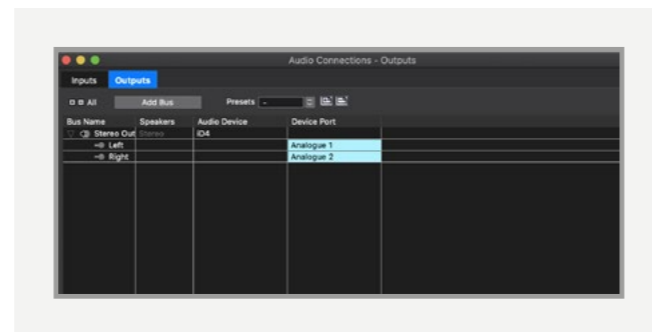 Audio Connections - Outputs
Inputs Outputs
All Add Bus Presets -
Bus Name Speakers Audio Device Device Port
Stereo Out Stereo iD4
Left Analogue 1
Right Analogue 2